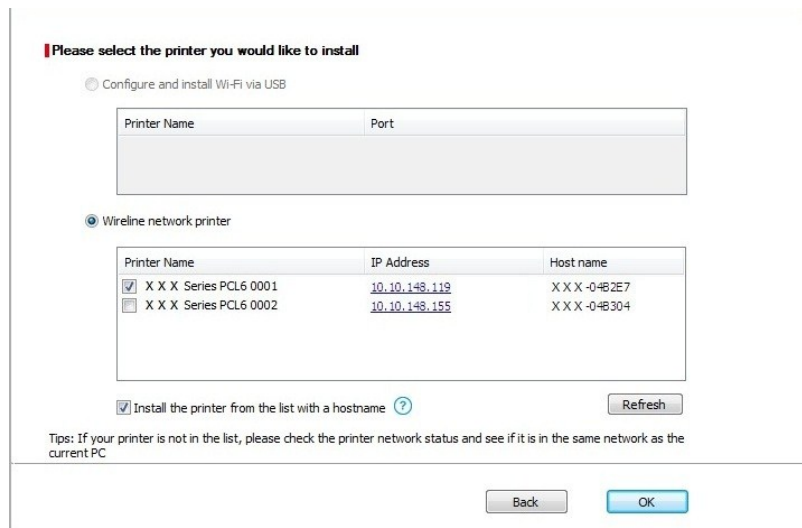 Please select the printer you would like to install
Configure and install Wi-Fi via USB
Printer Name Port
Wireline network printer
Printer Name IP Address Host name
X X X Series PCL6 0001 10.10.148.119 X X X -04B2E7
X X X Series PCL6 0002 10.10.148.155 X X X -04B304
Install the printer from the list with a hostname ? Refresh
Tips: If your printer is not in the list, please check the printer network status and see if it is in the same network as the
current PC
Back OK